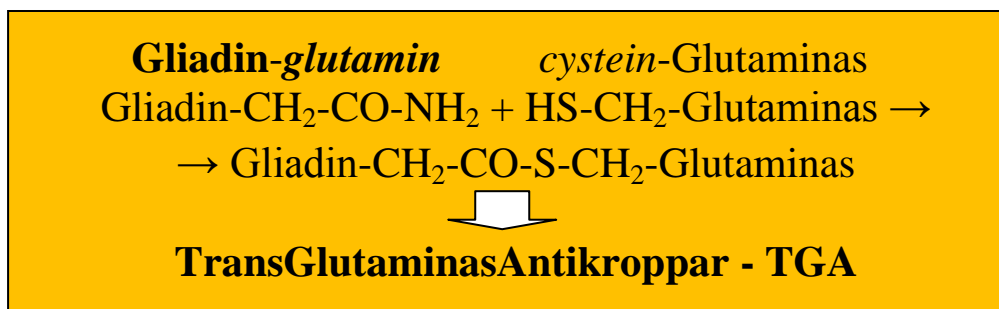 Gliadin-glutamin cystein-Glutaminas
Gliadin-CH₂-CO-NH₂ + HS-CH₂-Glutaminas →
→ Gliadin-CH₂-CO-S-CH₂-Glutaminas
TransGlutaminasAntikroppar - TGA